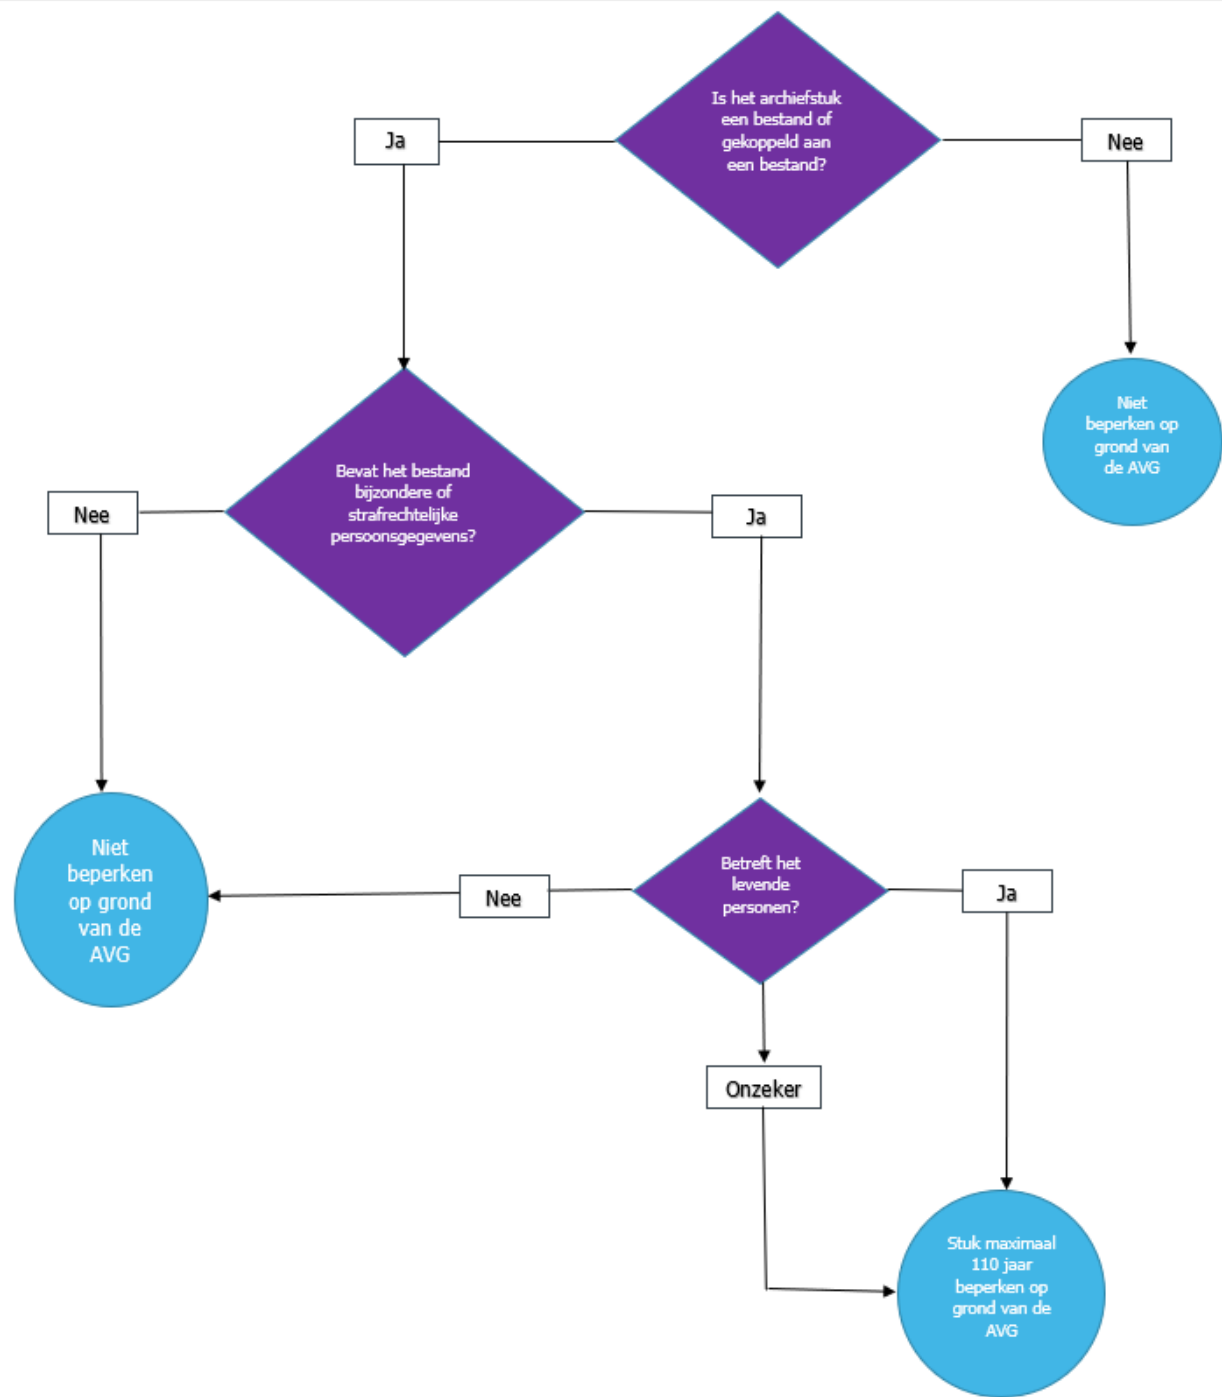 Is het archiefstuk
een bestand of
gekoppeld aan
een bestand?
Ja
Nee
Niet
beperken op
grond van
de AVG
Bevat het bestand
bijzondere of
strafrechtelijke
persoonsgegevens?
Nee
Ja
Niet
beperken
op grond
van de
AVG
Betreft het
levende
personen?
Nee
Ja
Onzeker
Stuk maximaal
110 jaar
beperken op
grond van de
AVG